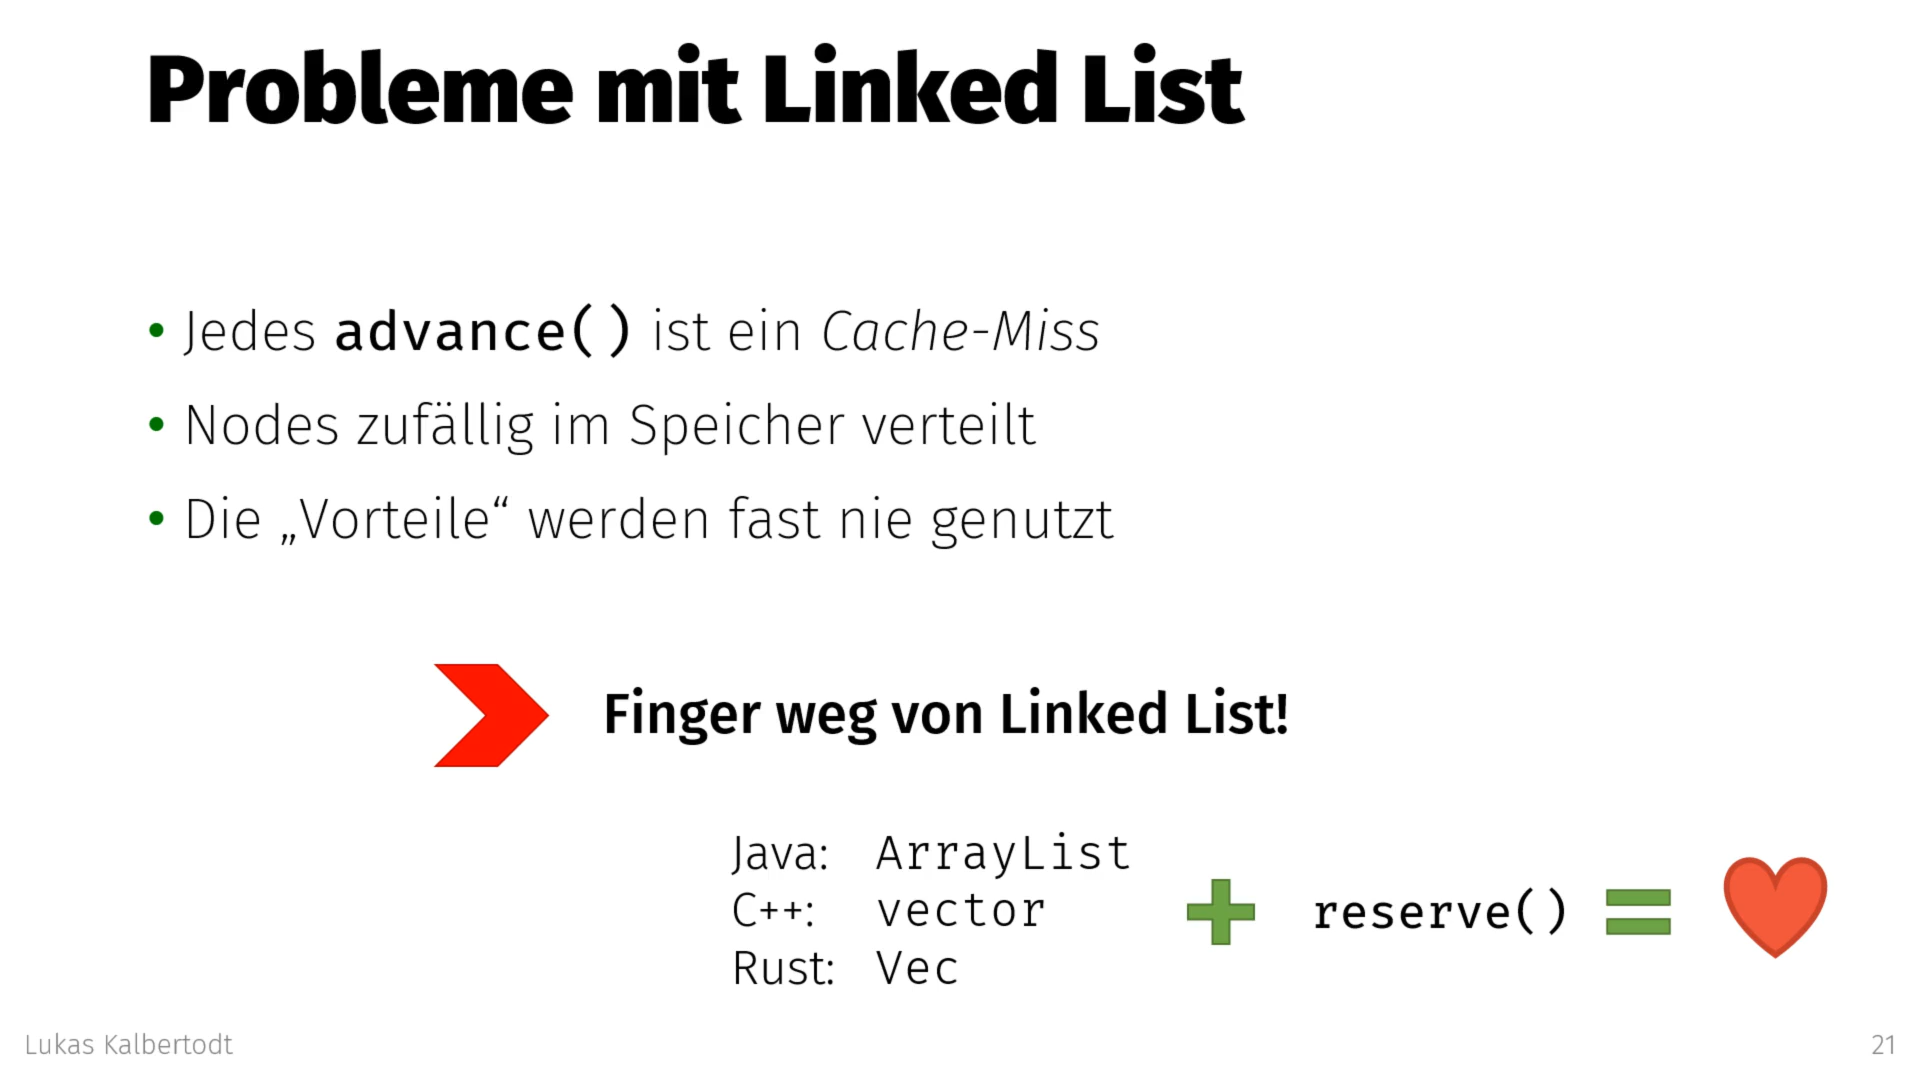 Probleme mit Linked List
• Jedes advance() ist ein Cache-Miss
• Nodes zufällig im Speicher verteilt
• Die „Vorteile“ werden fast nie genutzt
Finger weg von Linked List!
Java: ArrayList
C++: vector
Rust: Vec
reserve()
Lukas Kalbertodt
21